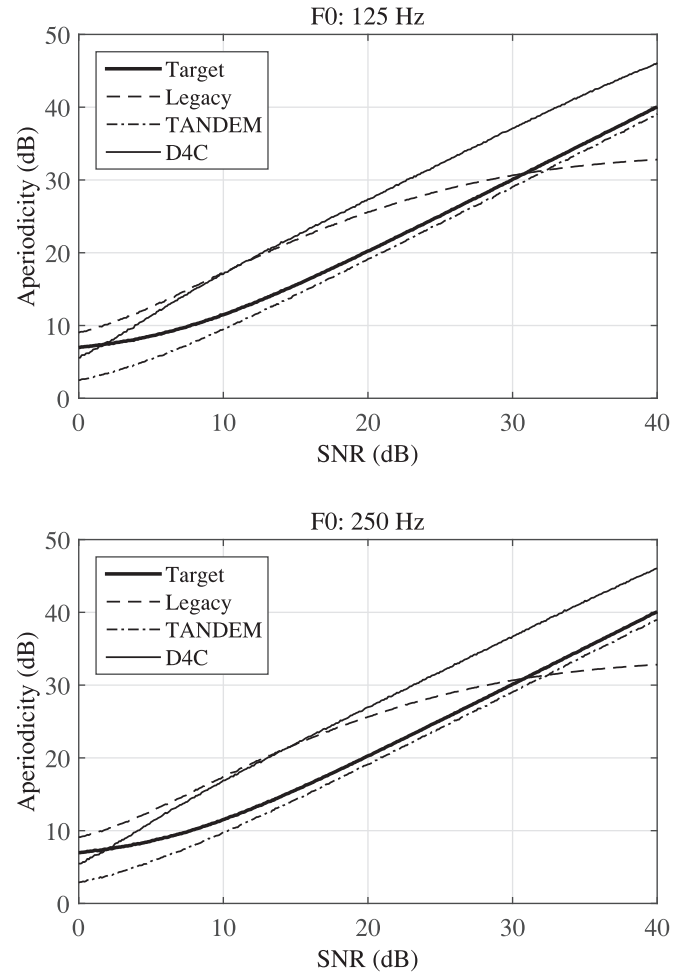 F0: 125 Hz
50
40
30
20
10
0
Aperiodicity (dB)
Target
Legacy
TANDEM
D4C
0 10 20 30 40
SNR (dB)
F0: 250 Hz
50
40
30
20
10
0
Aperiodicity (dB)
Target
Legacy
TANDEM
D4C
0 10 20 30 40
SNR (dB)